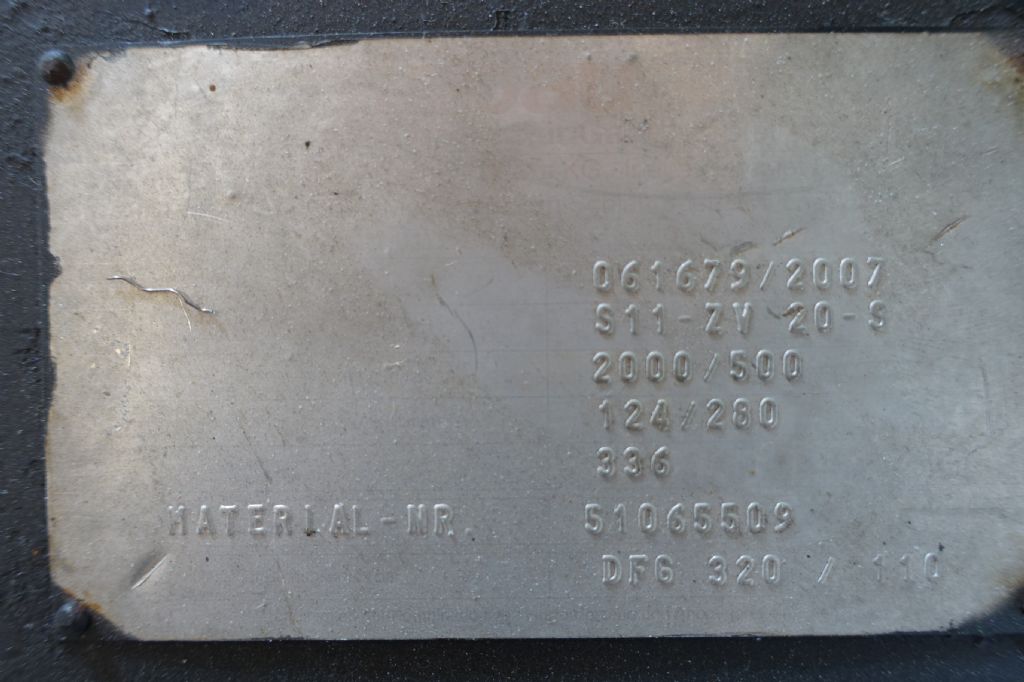 061679/2007
S11-ZV 20-S
2000/500
124/280
336
MATERIAL-NR. 51065509
DFG 320 / 110